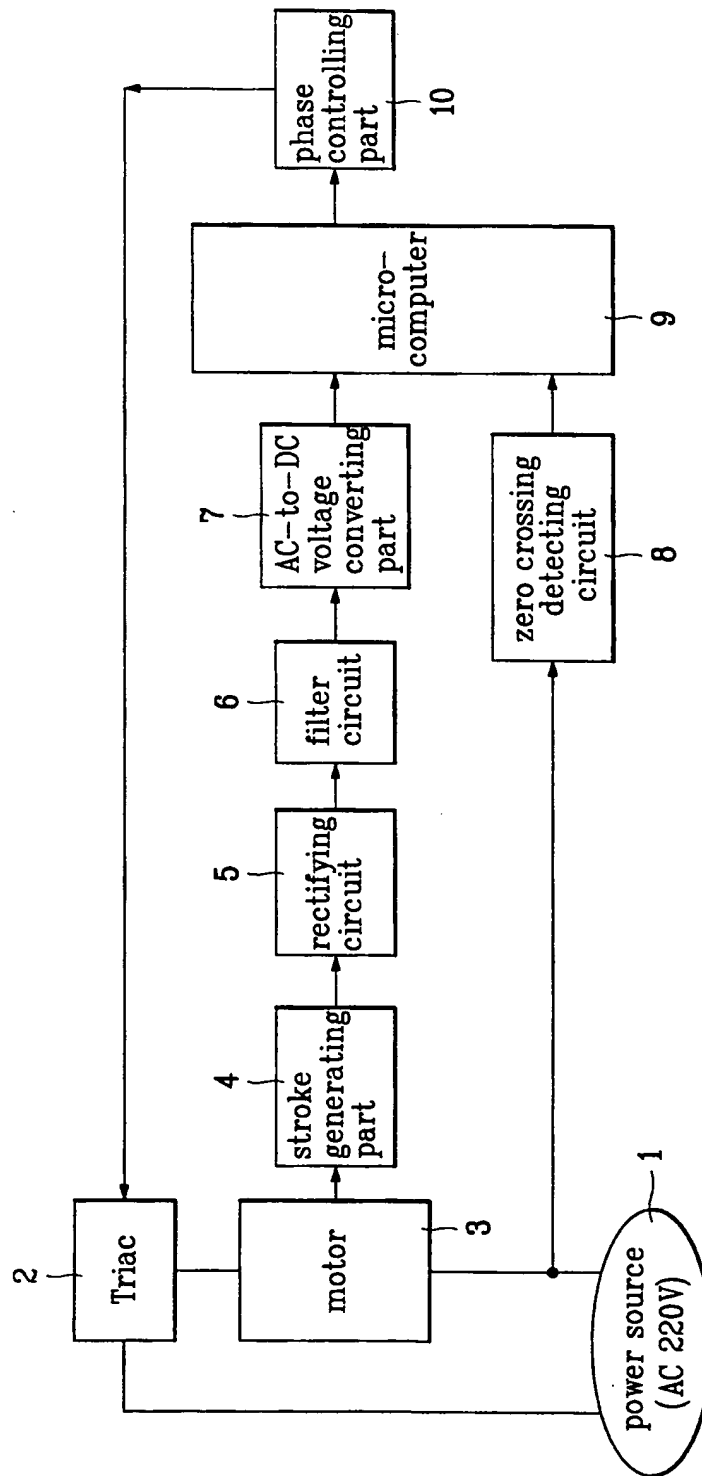 2
Triac
motor
3
power source
(AC 220V)
1
4
stroke
generating
part
5
rectifying
circuit
6
filter
circuit
7
AC-to-DC
voltage
converting
part
zero crossing
detecting
circuit
8
micro-
computer
9
phase
controlling
part
10